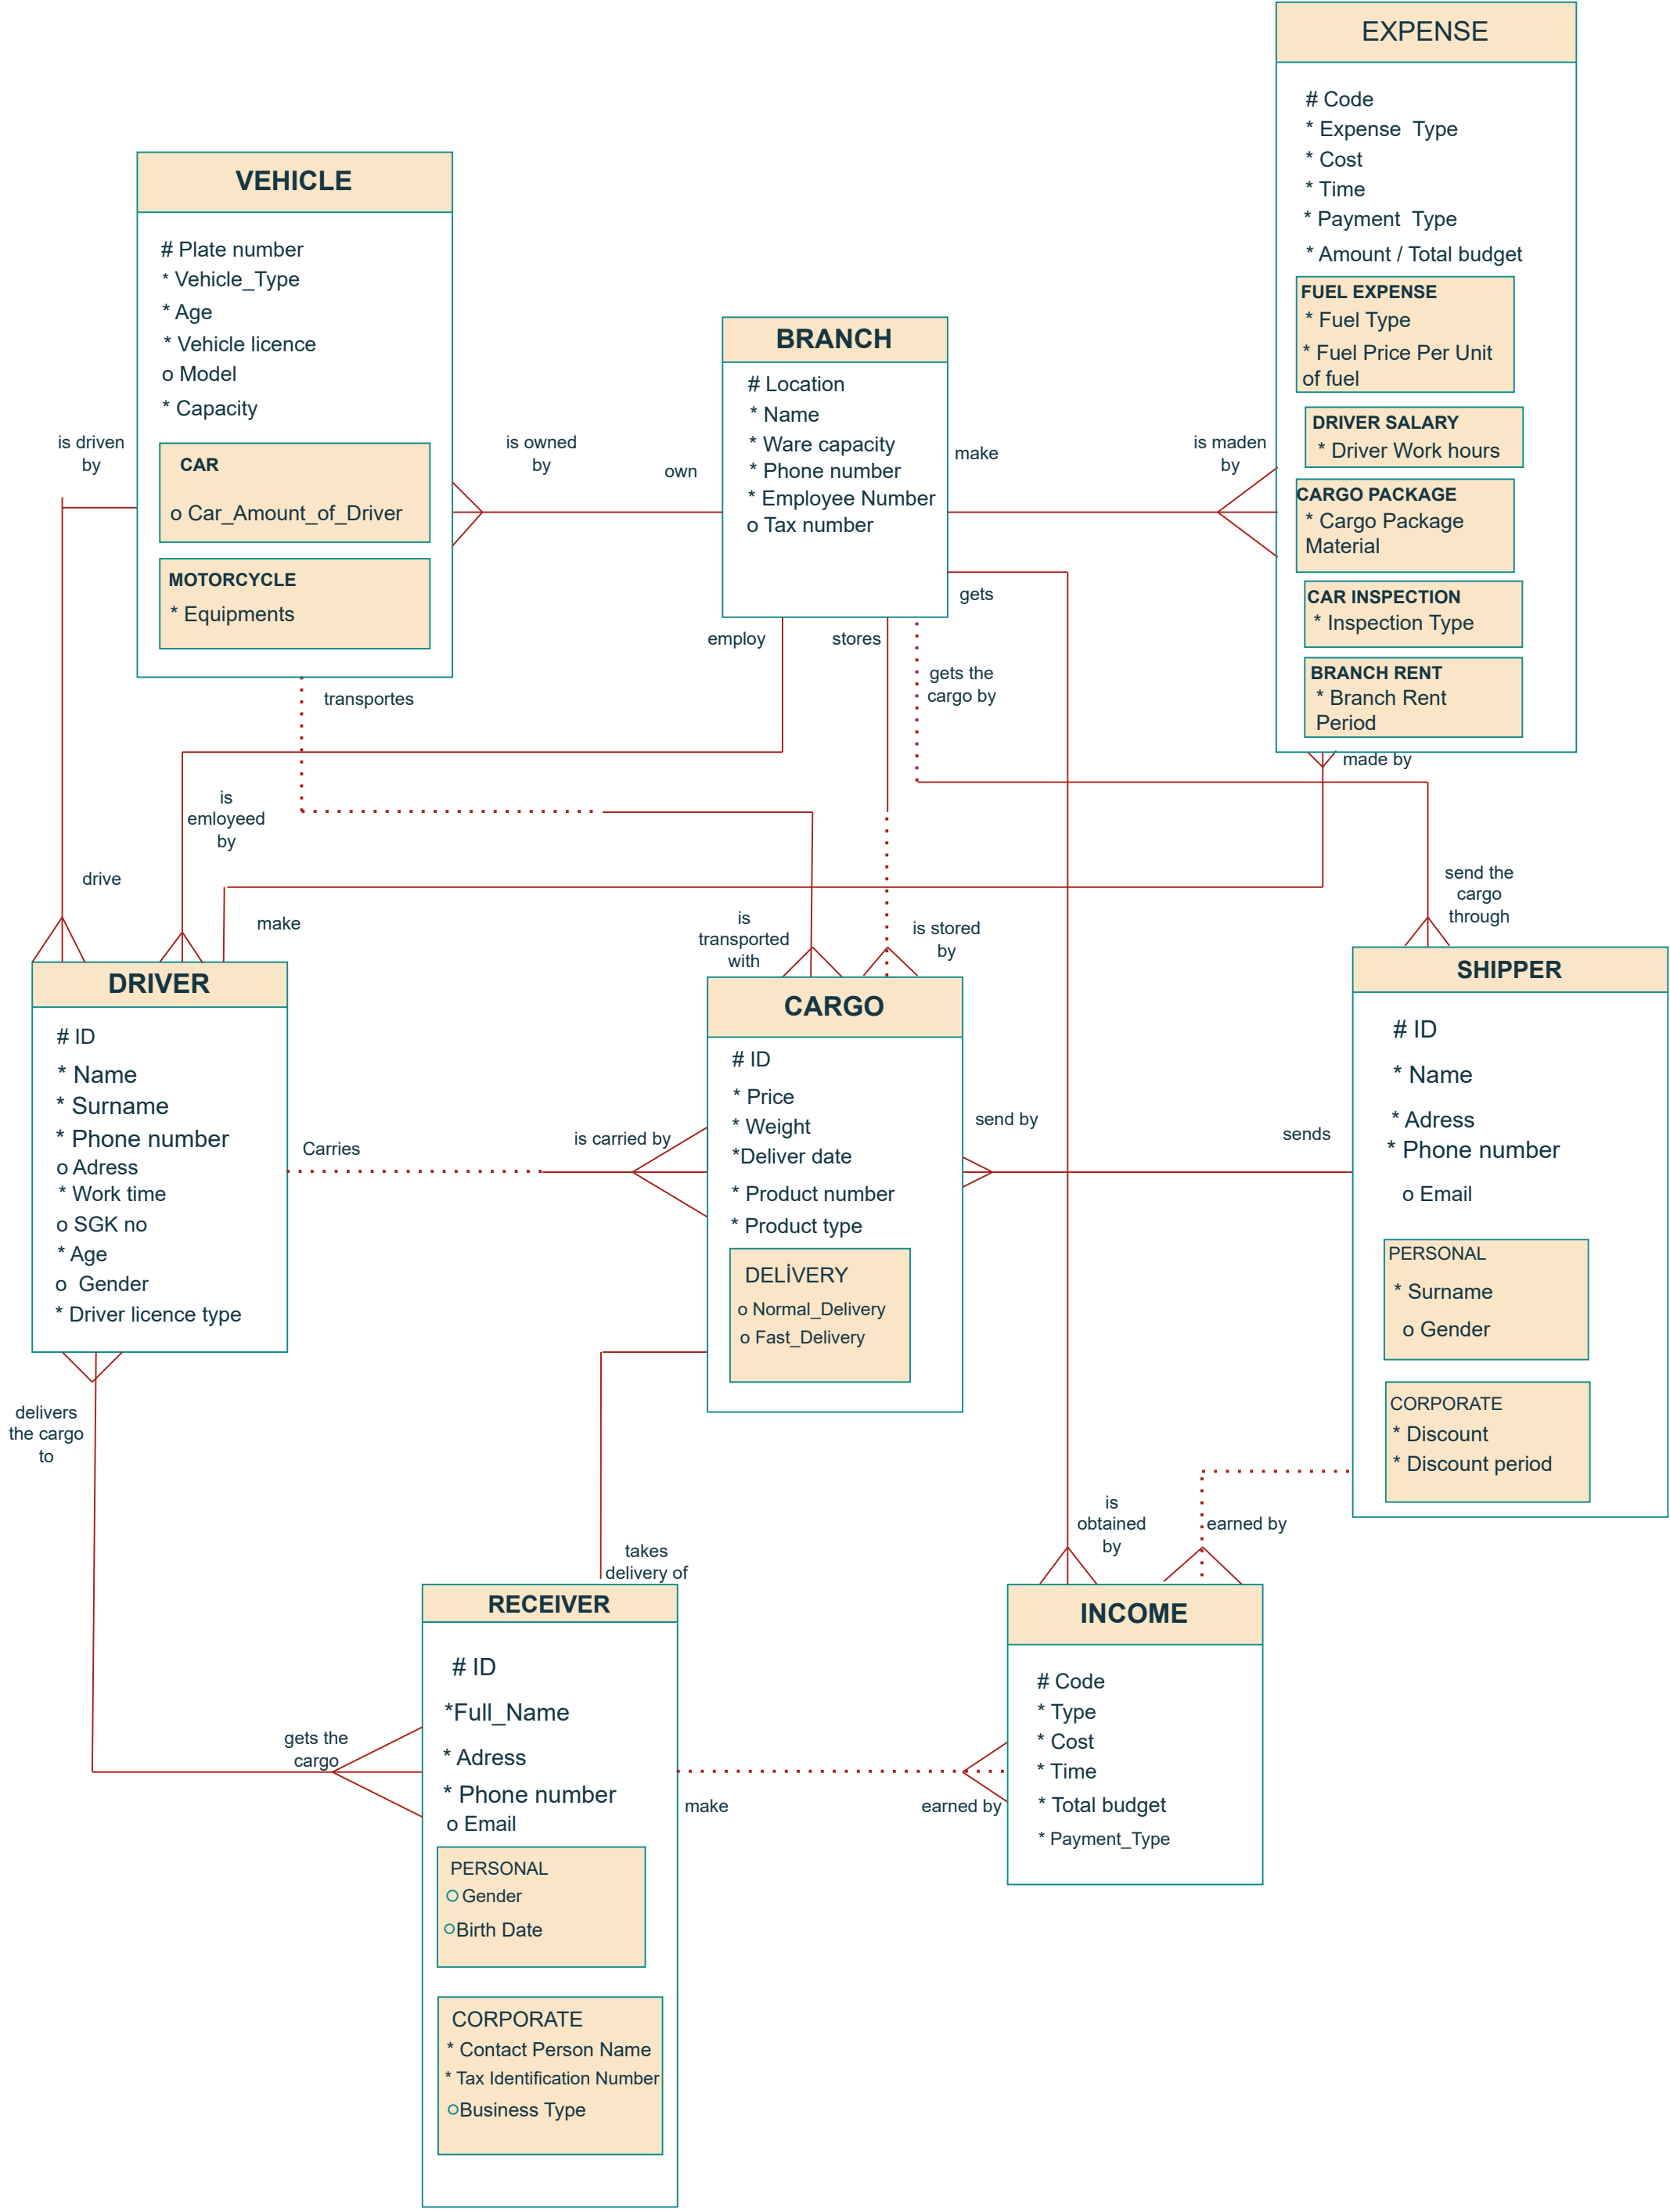 EXPENSE
# Code
* Expense  Type
* Cost
* Time
* Payment  Type
* Amount / Total budget
FUEL EXPENSE
* Fuel Type
* Fuel Price Per Unit
of fuel
DRIVER SALARY
* Driver Work hours
CARGO PACKAGE
* Cargo Package
Material
CAR INSPECTION
* Inspection Type
BRANCH RENT
* Branch Rent
Period
VEHICLE
# Plate number
* Vehicle_Type
* Age
* Vehicle licence
o Model
* Capacity
CAR
o Car_Amount_of_Driver
MOTORCYCLE
* Equipments
BRANCH
# Location
* Name
* Ware capacity
* Phone number
* Employee Number
o Tax number
is driven
by
is owned
by
own
make
is maden
by
gets
employ
stores
gets the
cargo by
transportes
made by
is
emloyeed
by
drive
make
is
transported
with
is stored
by
send the
cargo
through
DRIVER
# ID
* Name
* Surname
* Phone number
o Adress
* Work time
o SGK no
* Age
o  Gender
* Driver licence type
Carries
is carried by
CARGO
# ID
* Price
* Weight
*Deliver date
* Product number
* Product type
DELİVERY
o Normal_Delivery
o Fast_Delivery
send by
sends
SHIPPER
# ID
* Name
* Adress
* Phone number
o Email
PERSONAL
* Surname
o Gender
CORPORATE
* Discount
* Discount period
delivers
the cargo
to
takes
delivery of
is
obtained
by
earned by
RECEIVER
# ID
*Full_Name
* Adress
* Phone number
o Email
PERSONAL
o Gender
o Birth Date
CORPORATE
* Contact Person Name
* Tax Identification Number
o Business Type
gets the
cargo
make
earned by
INCOME
# Code
* Type
* Cost
* Time
* Total budget
* Payment_Type